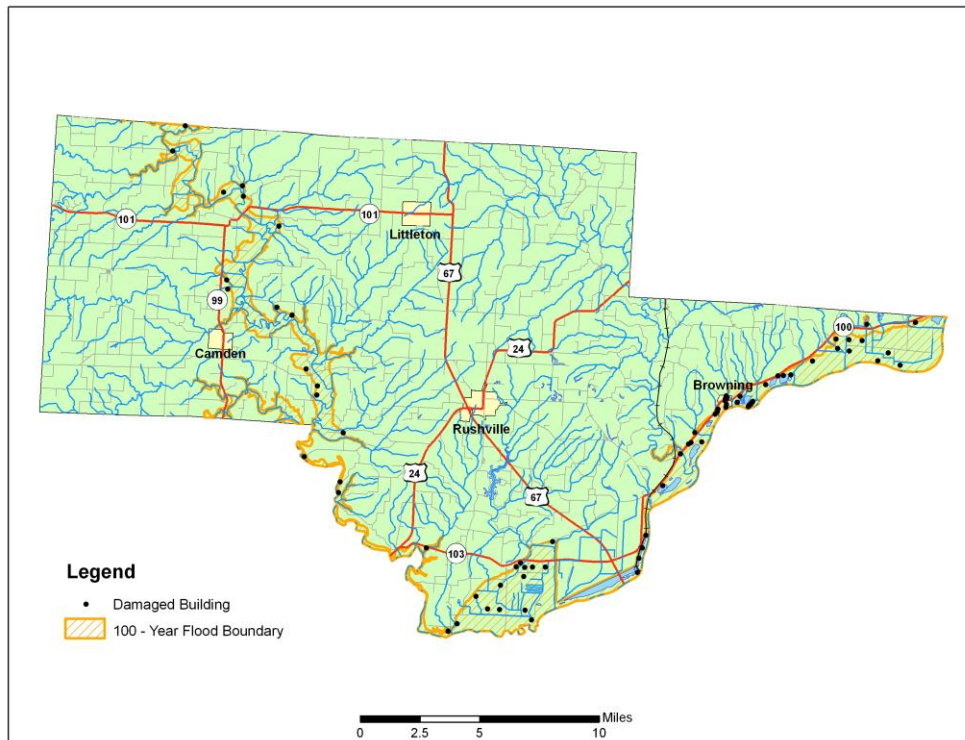 101
101
Littleton
67
99
100
24
Camden
Browning
Rushville
24
67
103
Legend
Damaged Building
100 - Year Flood Boundary
Miles
0 2.5 5 10